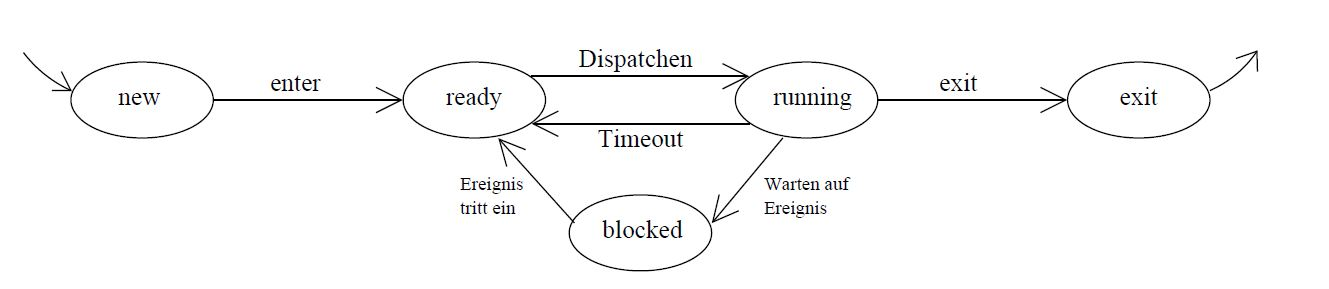 Dispatchen
enter
exit
new
ready
running
exit
Timeout
Ereignis
tritt ein
Warten auf
Ereignis
blocked